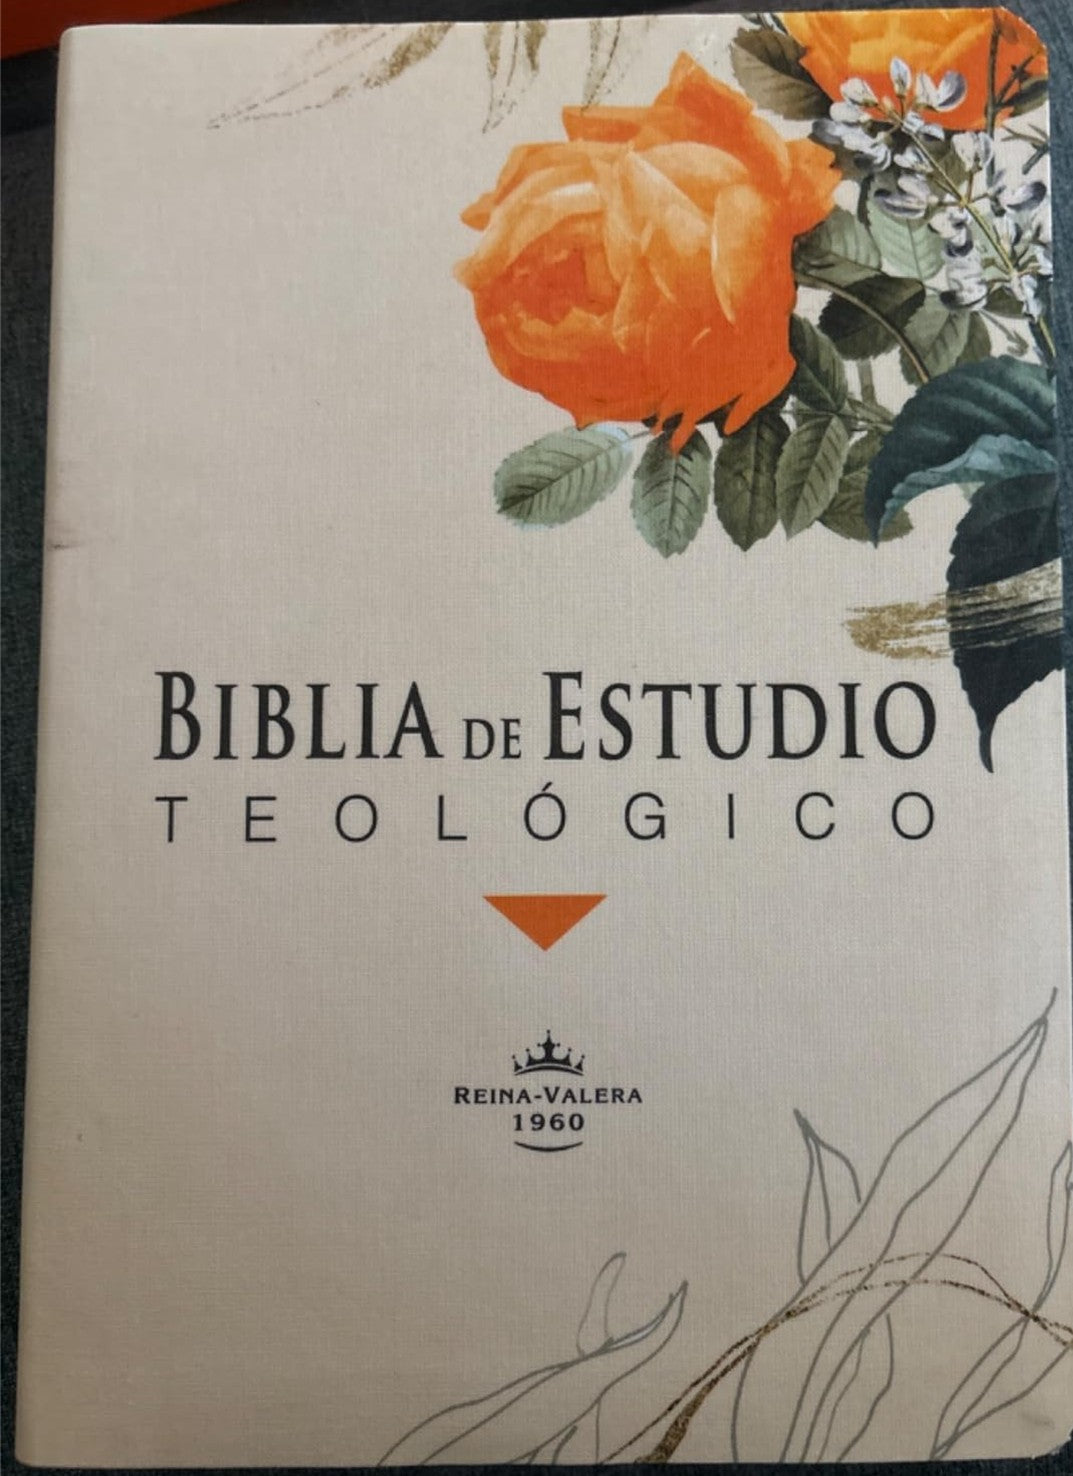 BIBLIA DE ESTUDIO
TEOLÓGICO
REINA-VALERA
1960